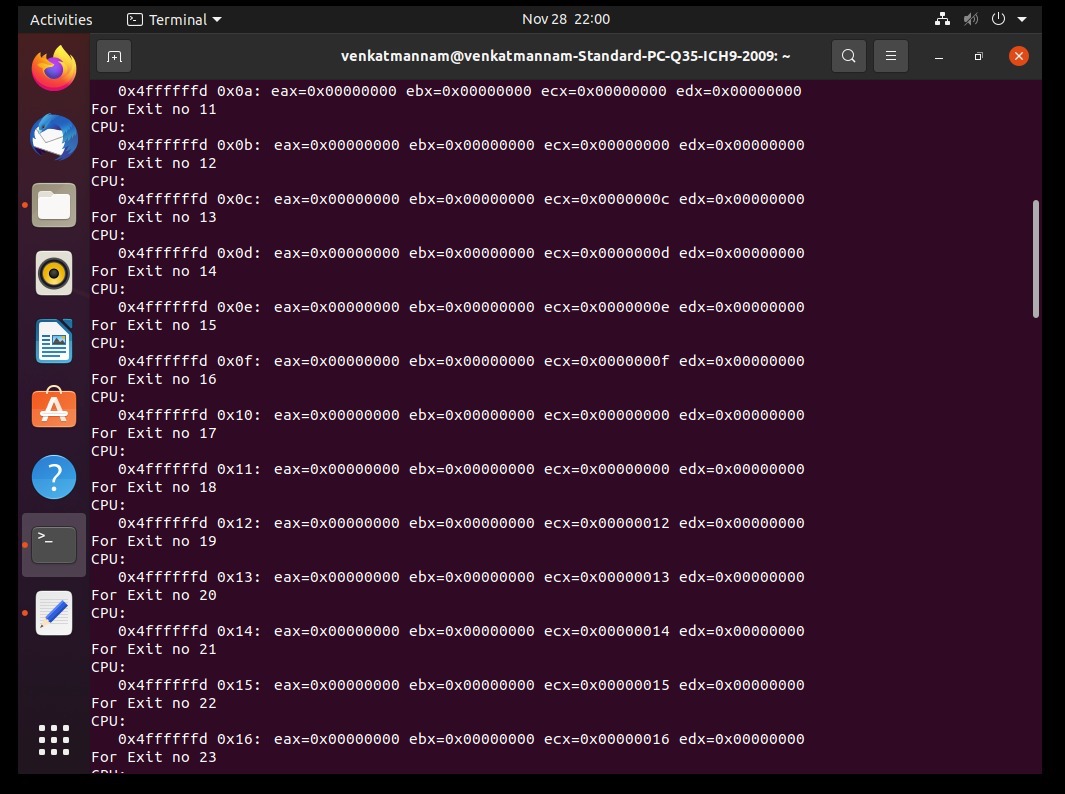 Activities Terminal Nov 28 22:00
venkatmannam@venkatmannam-Standard-PC-Q35-ICH9-2009: ~
0x4ffffffd 0x0a: eax=0x00000000 ebx=0x00000000 ecx=0x00000000 edx=0x00000000
For Exit no 11
CPU:
0x4ffffffd 0x0b: eax=0x00000000 ebx=0x00000000 ecx=0x00000000 edx=0x00000000
For Exit no 12
CPU:
0x4ffffffd 0x0c: eax=0x00000000 ebx=0x00000000 ecx=0x0000000c edx=0x00000000
For Exit no 13
CPU:
0x4ffffffd 0x0d: eax=0x00000000 ebx=0x00000000 ecx=0x0000000d edx=0x00000000
For Exit no 14
CPU:
0x4ffffffd 0x0e: eax=0x00000000 ebx=0x00000000 ecx=0x0000000e edx=0x00000000
For Exit no 15
CPU:
0x4ffffffd 0x0f: eax=0x00000000 ebx=0x00000000 ecx=0x0000000f edx=0x00000000
For Exit no 16
CPU:
0x4ffffffd 0x10: eax=0x00000000 ebx=0x00000000 ecx=0x00000000 edx=0x00000000
For Exit no 17
CPU:
0x4ffffffd 0x11: eax=0x00000000 ebx=0x00000000 ecx=0x00000000 edx=0x00000000
For Exit no 18
CPU:
0x4ffffffd 0x12: eax=0x00000000 ebx=0x00000000 ecx=0x00000012 edx=0x00000000
For Exit no 19
CPU:
0x4ffffffd 0x13: eax=0x00000000 ebx=0x00000000 ecx=0x00000013 edx=0x00000000
For Exit no 20
CPU:
0x4ffffffd 0x14: eax=0x00000000 ebx=0x00000000 ecx=0x00000014 edx=0x00000000
For Exit no 21
CPU:
0x4ffffffd 0x15: eax=0x00000000 ebx=0x00000000 ecx=0x00000015 edx=0x00000000
For Exit no 22
CPU:
0x4ffffffd 0x16: eax=0x00000000 ebx=0x00000000 ecx=0x00000016 edx=0x00000000
For Exit no 23
CPU: